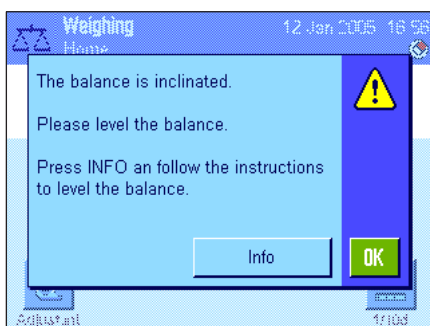 Weighing 12 Jan 2005 16 56
Home
The balance is inclinated.
Please level the balance.
Press INFO an follow the instructions
to level the balance.
Info OK
Adjust.int 1/10d